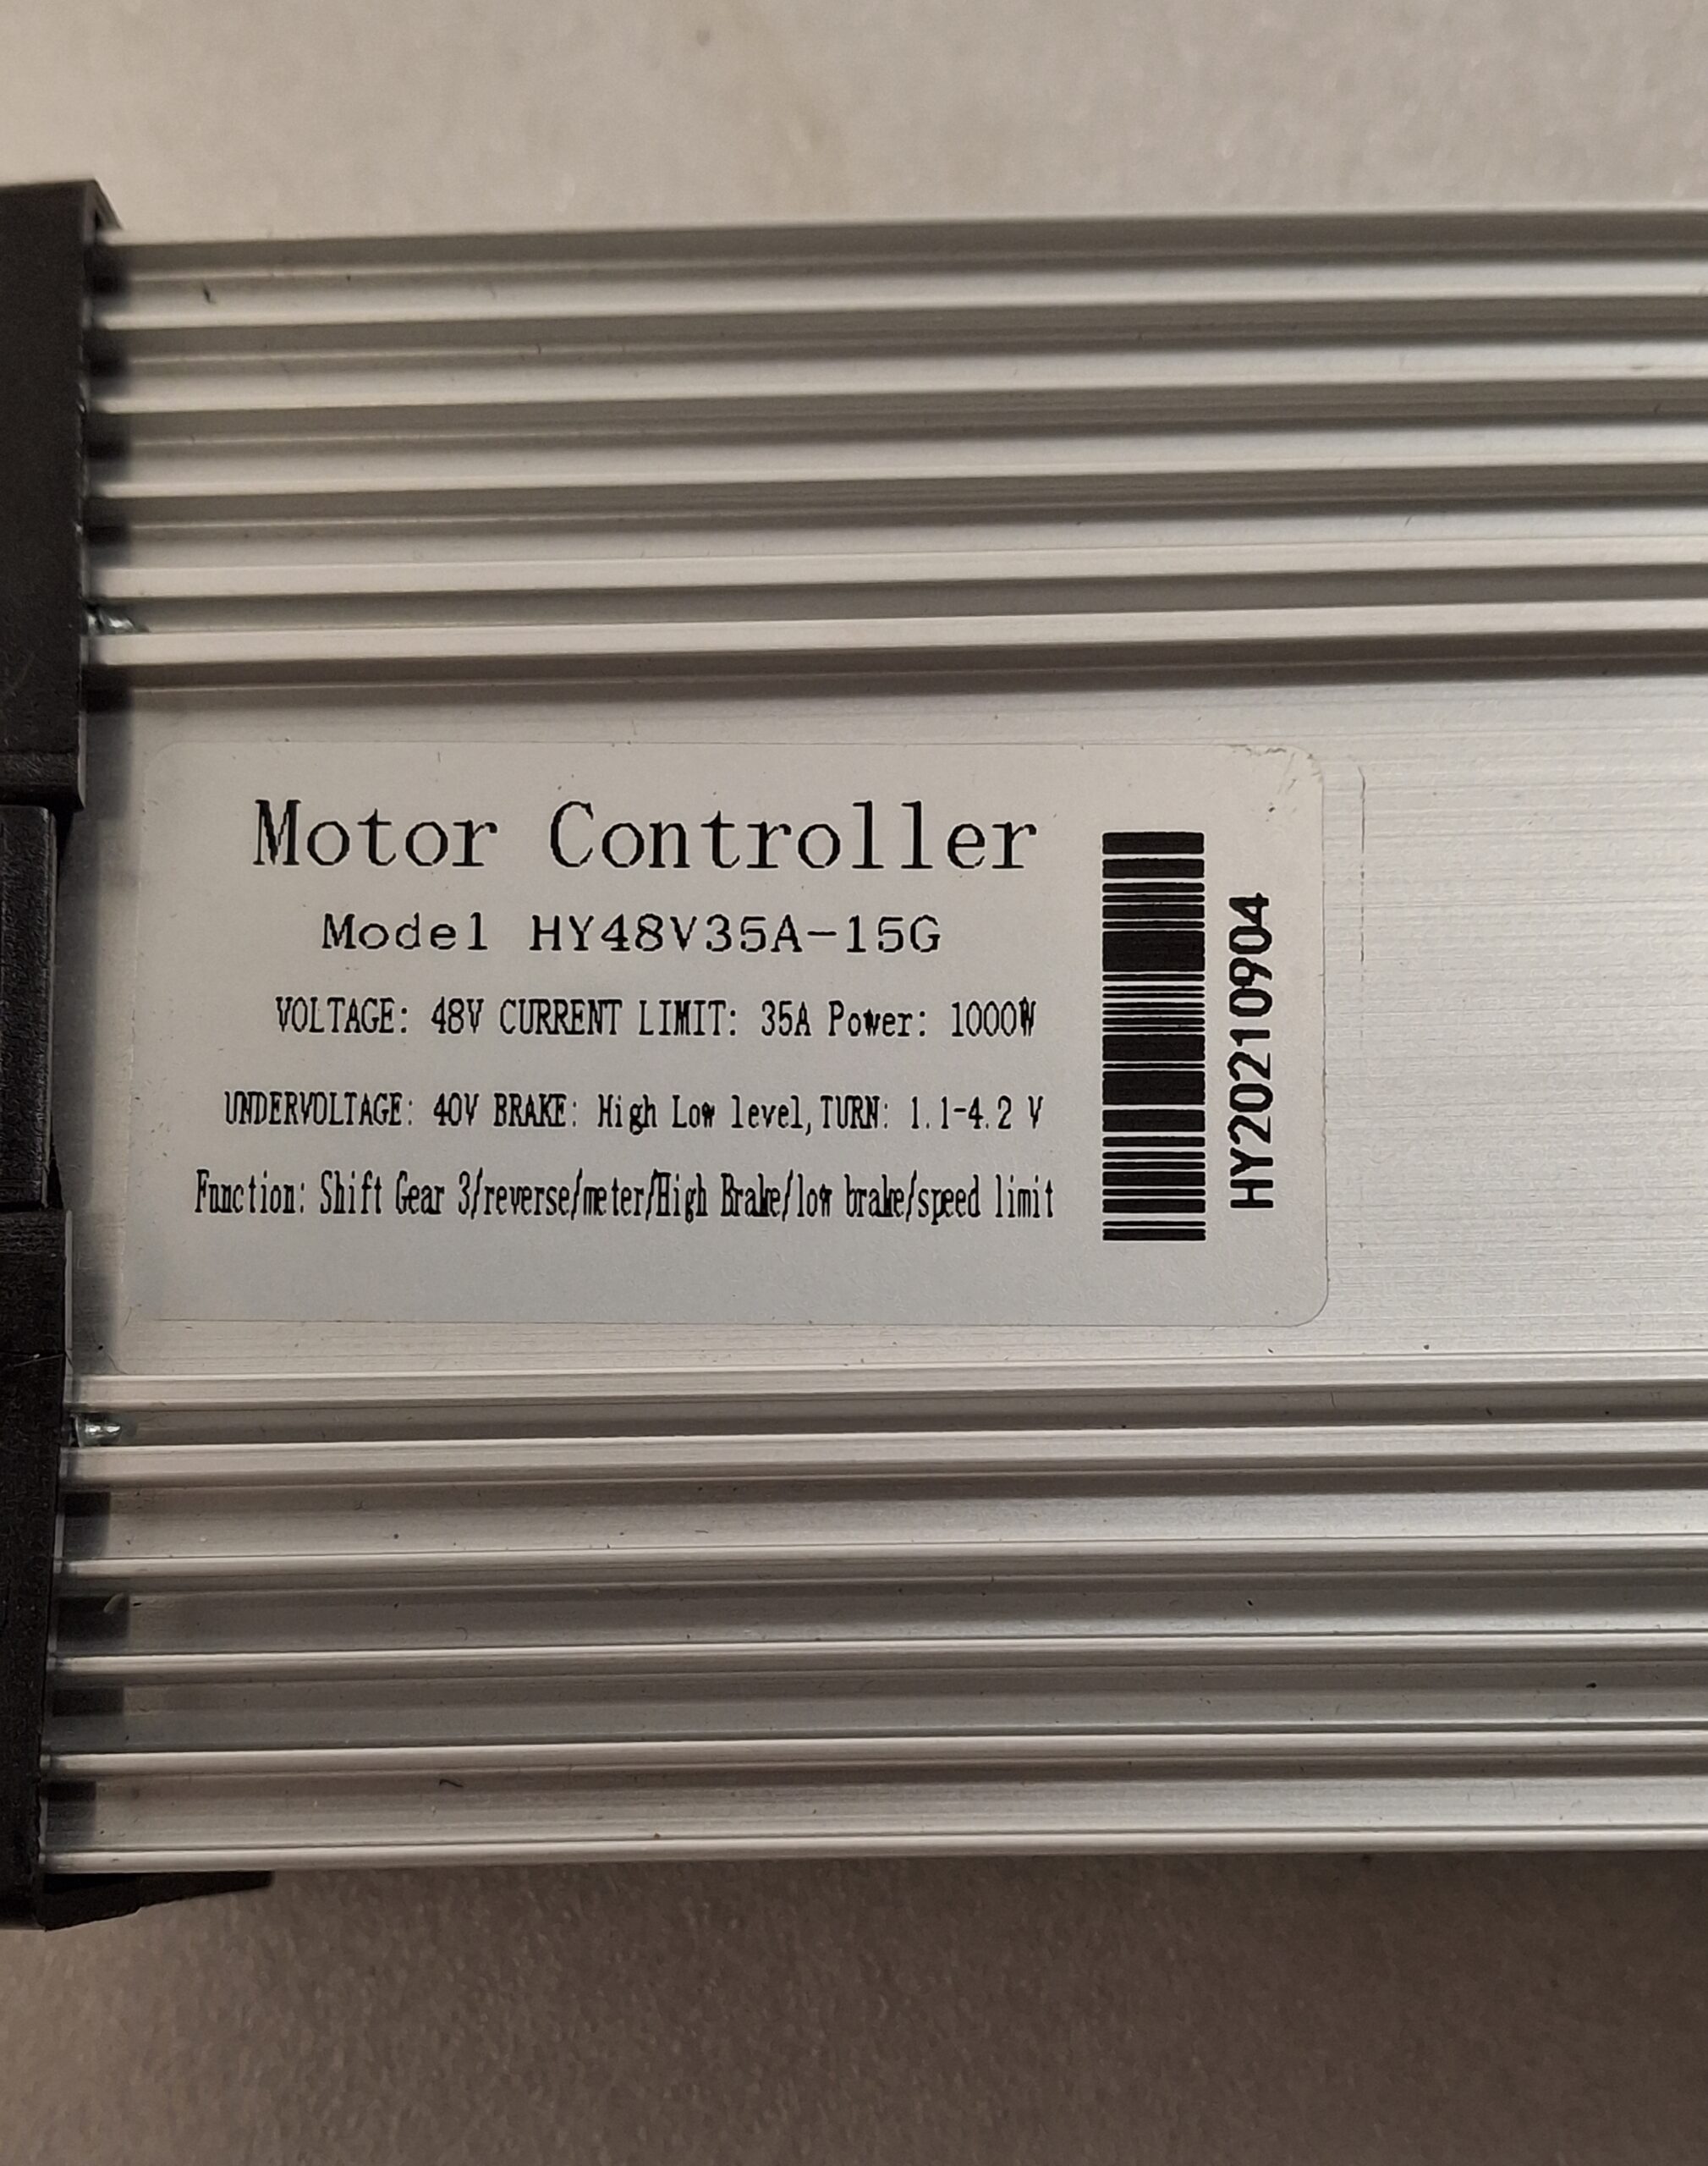 Motor Controller
Model HY48V35A-15G
VOLTAGE: 48V CURRENT LIMIT: 35A Power: 1000W
UNDERVOLTAGE: 40V BRAKE: High Low level, TURN: 1.1-4.2 V
Function: Shift Gear 3/reverse/meter/High Brake/low brake/speed limit
HY20210904